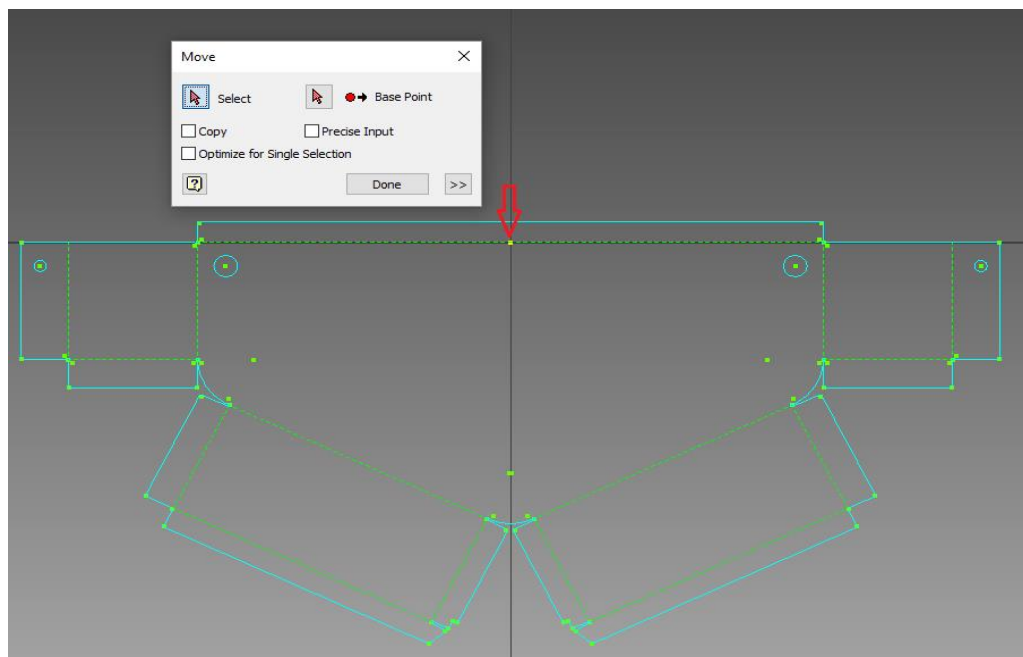 Move
Select
Base Point
Copy
Precise Input
Optimize for Single Selection
?
Done
>>